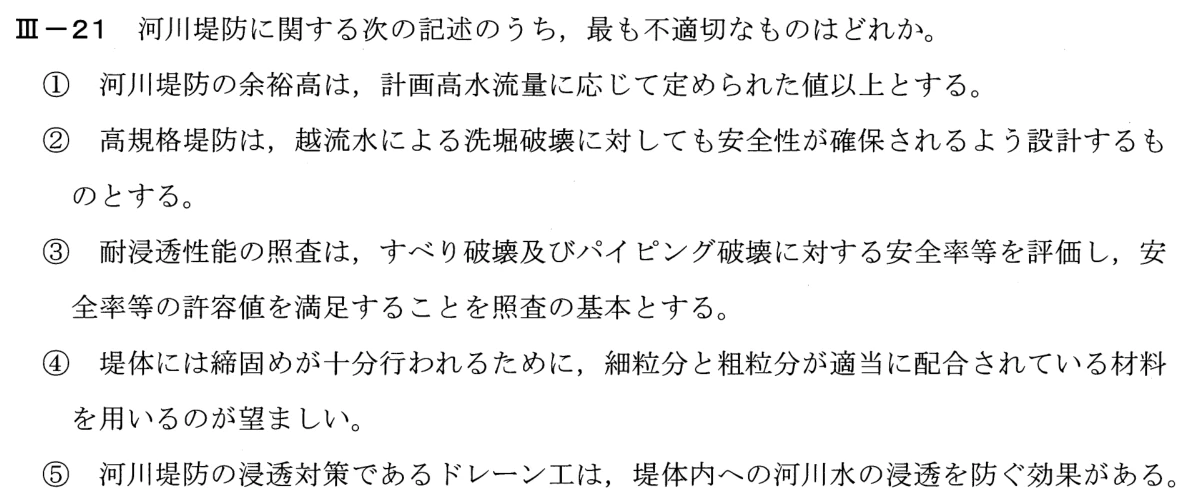 Ⅲ－21 河川堤防に関する次の記述のうち，最も不適切なものはどれか。
① 河川堤防の余裕高は，計画高水流量に応じて定められた値以上とする。
② 高規格堤防は，越流水による洗堀破壊に対しても安全性が確保されるよう設計するも
のとする。
③ 耐浸透性能の照査は，すべり破壊及びパイピング破壊に対する安全率等を評価し，安
全率等の許容値を満足することを照査の基本とする。
④ 堤体には締固めが十分行われるために，細粒分と粗粒分が適当に配合されている材料
を用いるのが望ましい。
⑤ 河川堤防の浸透対策であるドレーン工は，堤体内への河川水の浸透を防ぐ効果がある。